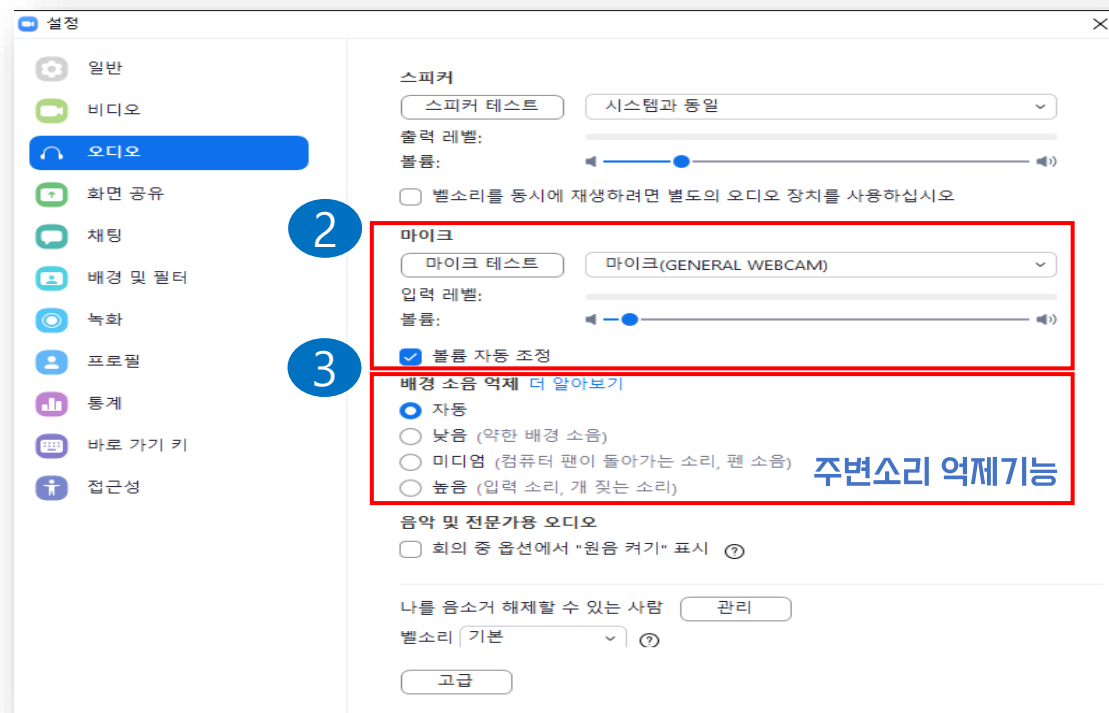 설정
일반
비디오
오디오
화면 공유
채팅
배경 및 필터
녹화
프로필
통계
바로 가기 키
접근성
스피커
스피커 테스트 시스템과 동일
출력 레벨:
볼륨:
벨소리를 동시에 재생하려면 별도의 오디오 장치를 사용하십시오
2
마이크
마이크 테스트 마이크(GENERAL WEBCAM)
입력 레벨:
볼륨:
볼륨 자동 조정
3
배경 소음 억제 더 알아보기
자동
낮음 (약한 배경 소음)
미디엄 (컴퓨터 팬이 돌아가는 소리, 펜 소음)
높음 (입력 소리, 개 짖는 소리)
주변소리 억제기능
음악 및 전문가용 오디오
회의 중 옵션에서 "원음 켜기" 표시
나를 음소거 해제할 수 있는 사람 관리
벨소리 기본
고급